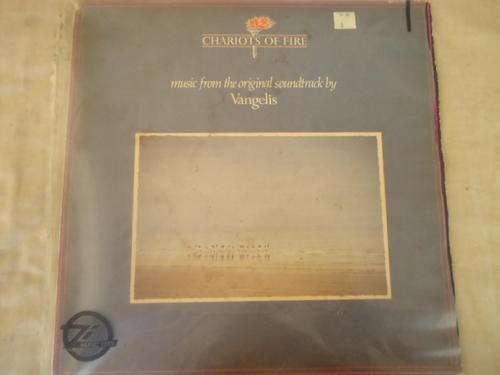 CHARIOTS OF FIRE
music from the original soundtrack by
Vangelis